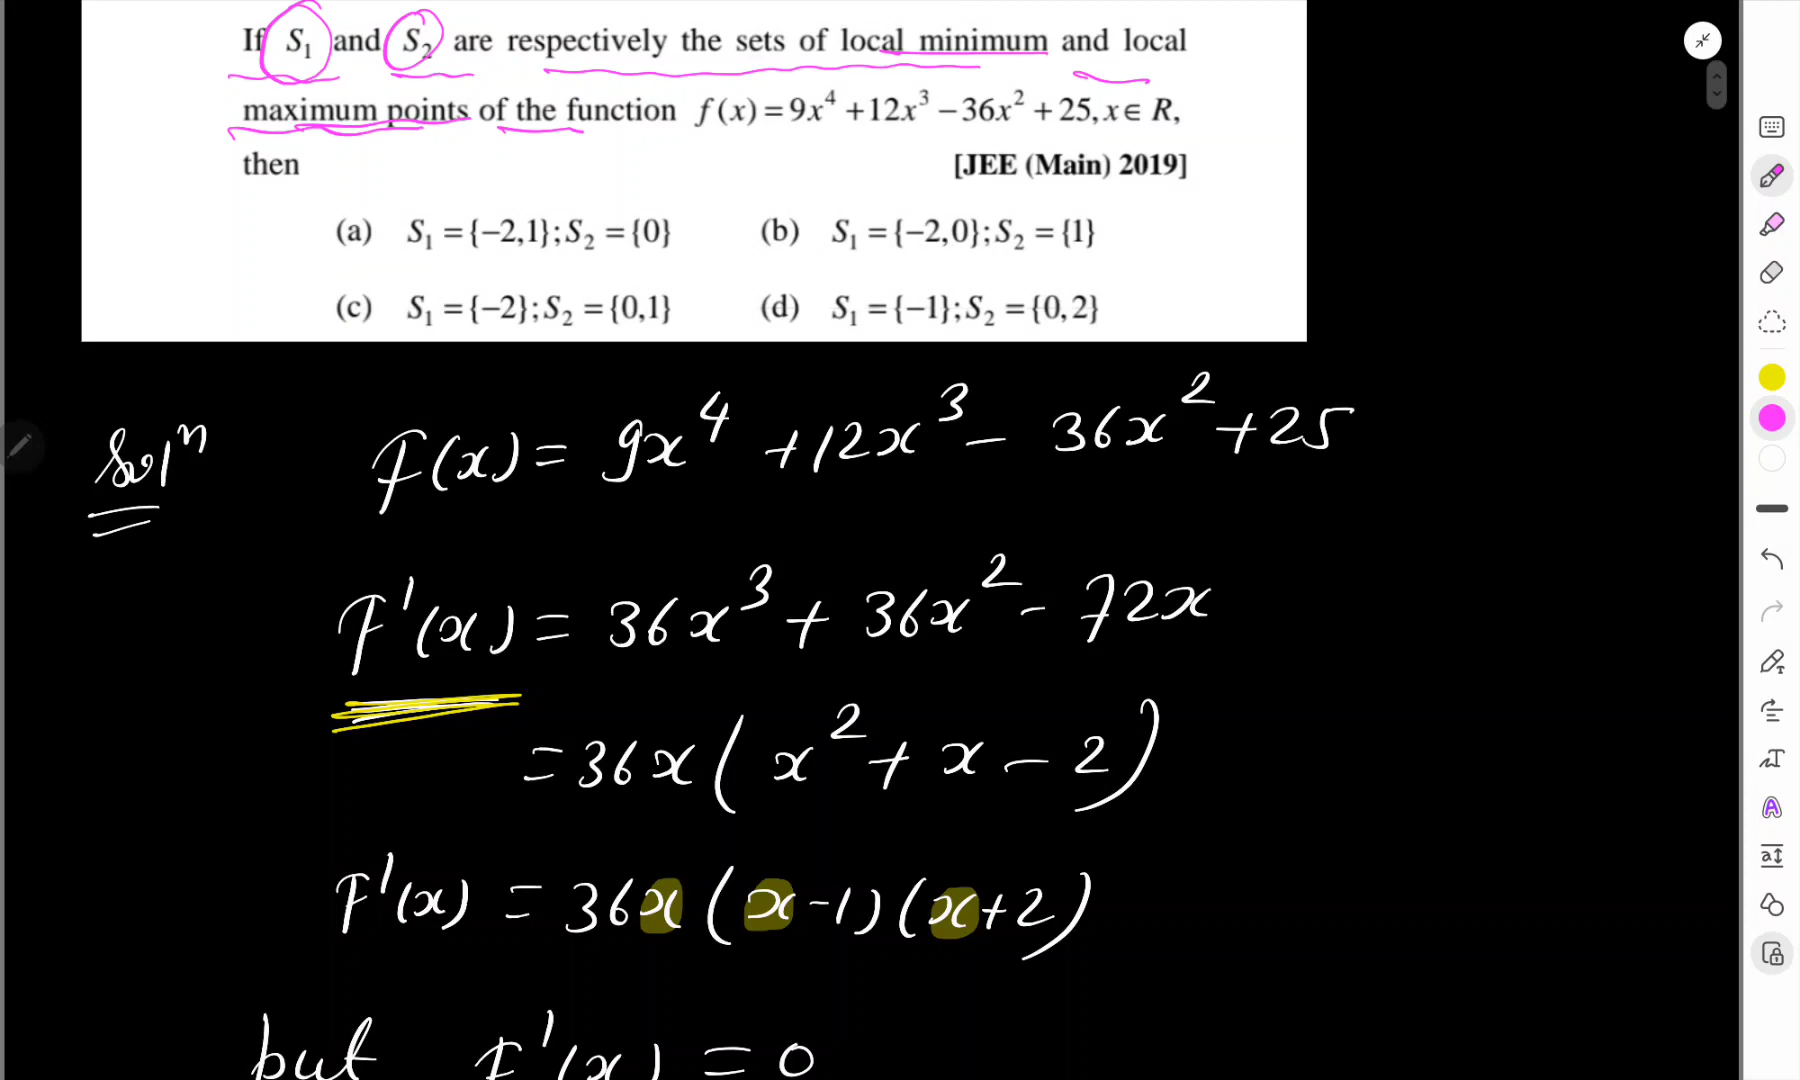 If S₁ and S₂ are respectively the sets of local minimum and local
maximum points of the function f(x)=9x⁴+12x³−36x²+25,x∈ R,
then [JEE (Main) 2019]
(a) S₁={−2,1};S₂={0} (b) S₁={−2,0};S₂={1}
(c) S₁={−2};S₂={0,1} (d) S₁={−1};S₂={0,2}
Solⁿ f(x)= 9x⁴ +12x³− 36x²+25
f'(x)= 36x³+ 36x²- 72x
=36x(x²+x−2)
f'(x) = 36x(x-1)(x+2)
but f'(x) = 0